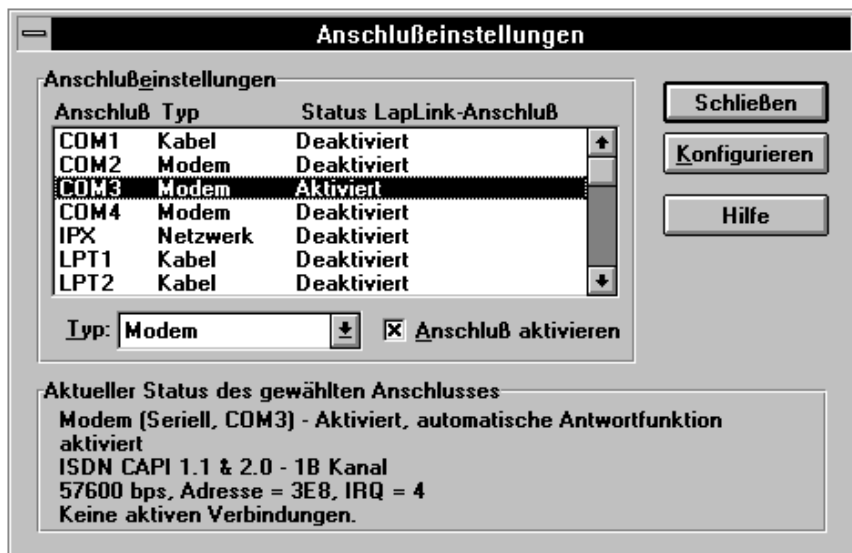 Anschlußeinstellungen
Anschlußeinstellungen
Anschluß Typ Status LapLink-Anschluß
COM1 Kabel Deaktiviert
COM2 Modem Deaktiviert
COM3 Modem Aktiviert
COM4 Modem Deaktiviert
IPX Netzwerk Deaktiviert
LPT1 Kabel Deaktiviert
LPT2 Kabel Deaktiviert
Typ: Modem Anschluß aktivieren
Schließen
Konfigurieren
Hilfe
Aktueller Status des gewählten Anschlusses
Modem (Seriell, COM3) - Aktiviert, automatische Antwortfunktion
aktiviert
ISDN CAPI 1.1 & 2.0 - 1B Kanal
57600 bps, Adresse = 3E8, IRQ = 4
Keine aktiven Verbindungen.